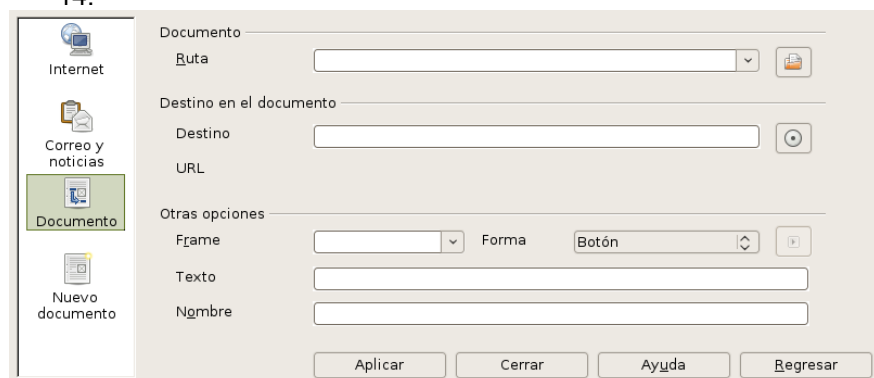 14.
Internet
Correo y
noticias
Documento
Nuevo
documento
Documento
Ruta
Destino en el documento
Destino
URL
Otras opciones
Frame
Forma
Botón
Texto
Nombre
Aplicar
Cerrar
Ayuda
Regresar